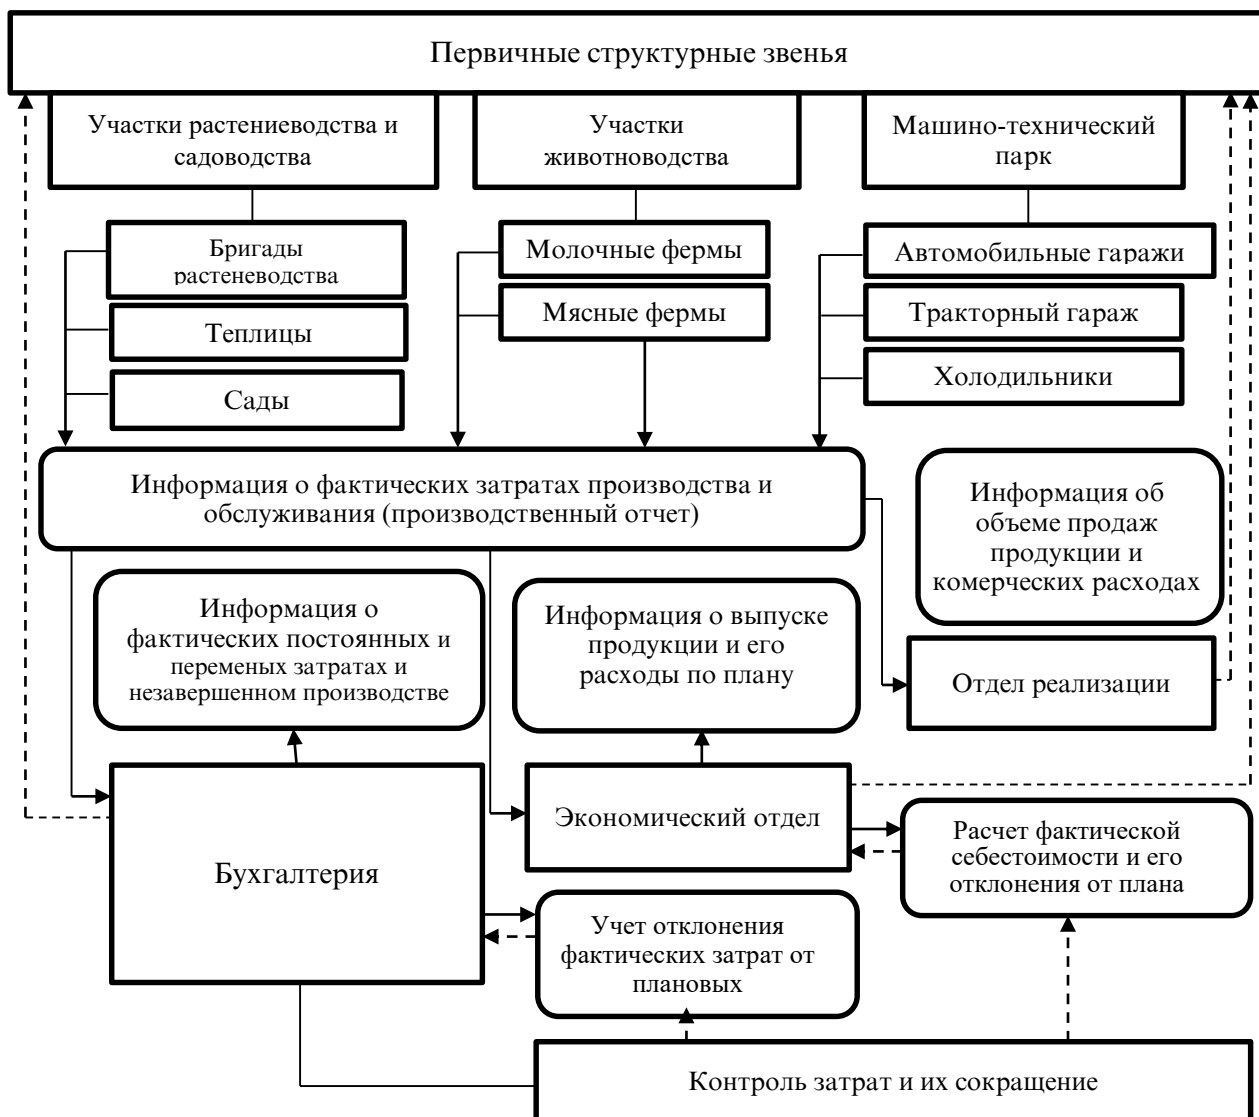 Первичные структурные звенья
Участки растениеводства и
садоводства
Участки
животноводства
Машино-технический
парк
Бригады
растеневодства
Теплицы
Сады
Молочные фермы
Мясные фермы
Автомобильные гаражи
Тракторный гараж
Холодильники
Информация о фактических затратах производства и
обслуживания (производственный отчет)
Информация об
объеме продаж
продукции и
комерческих расходах
Информация о
фактических постоянных и
переменых затратах и
незавершенном производстве
Информация о выпуске
продукции и его
расходы по плану
Отдел реализации
Бухгалтерия
Экономический отдел
Расчет фактической
себестоимости и его
отклонения от плана
Учет отклонения
фактических затрат от
плановых
Контроль затрат и их сокращение